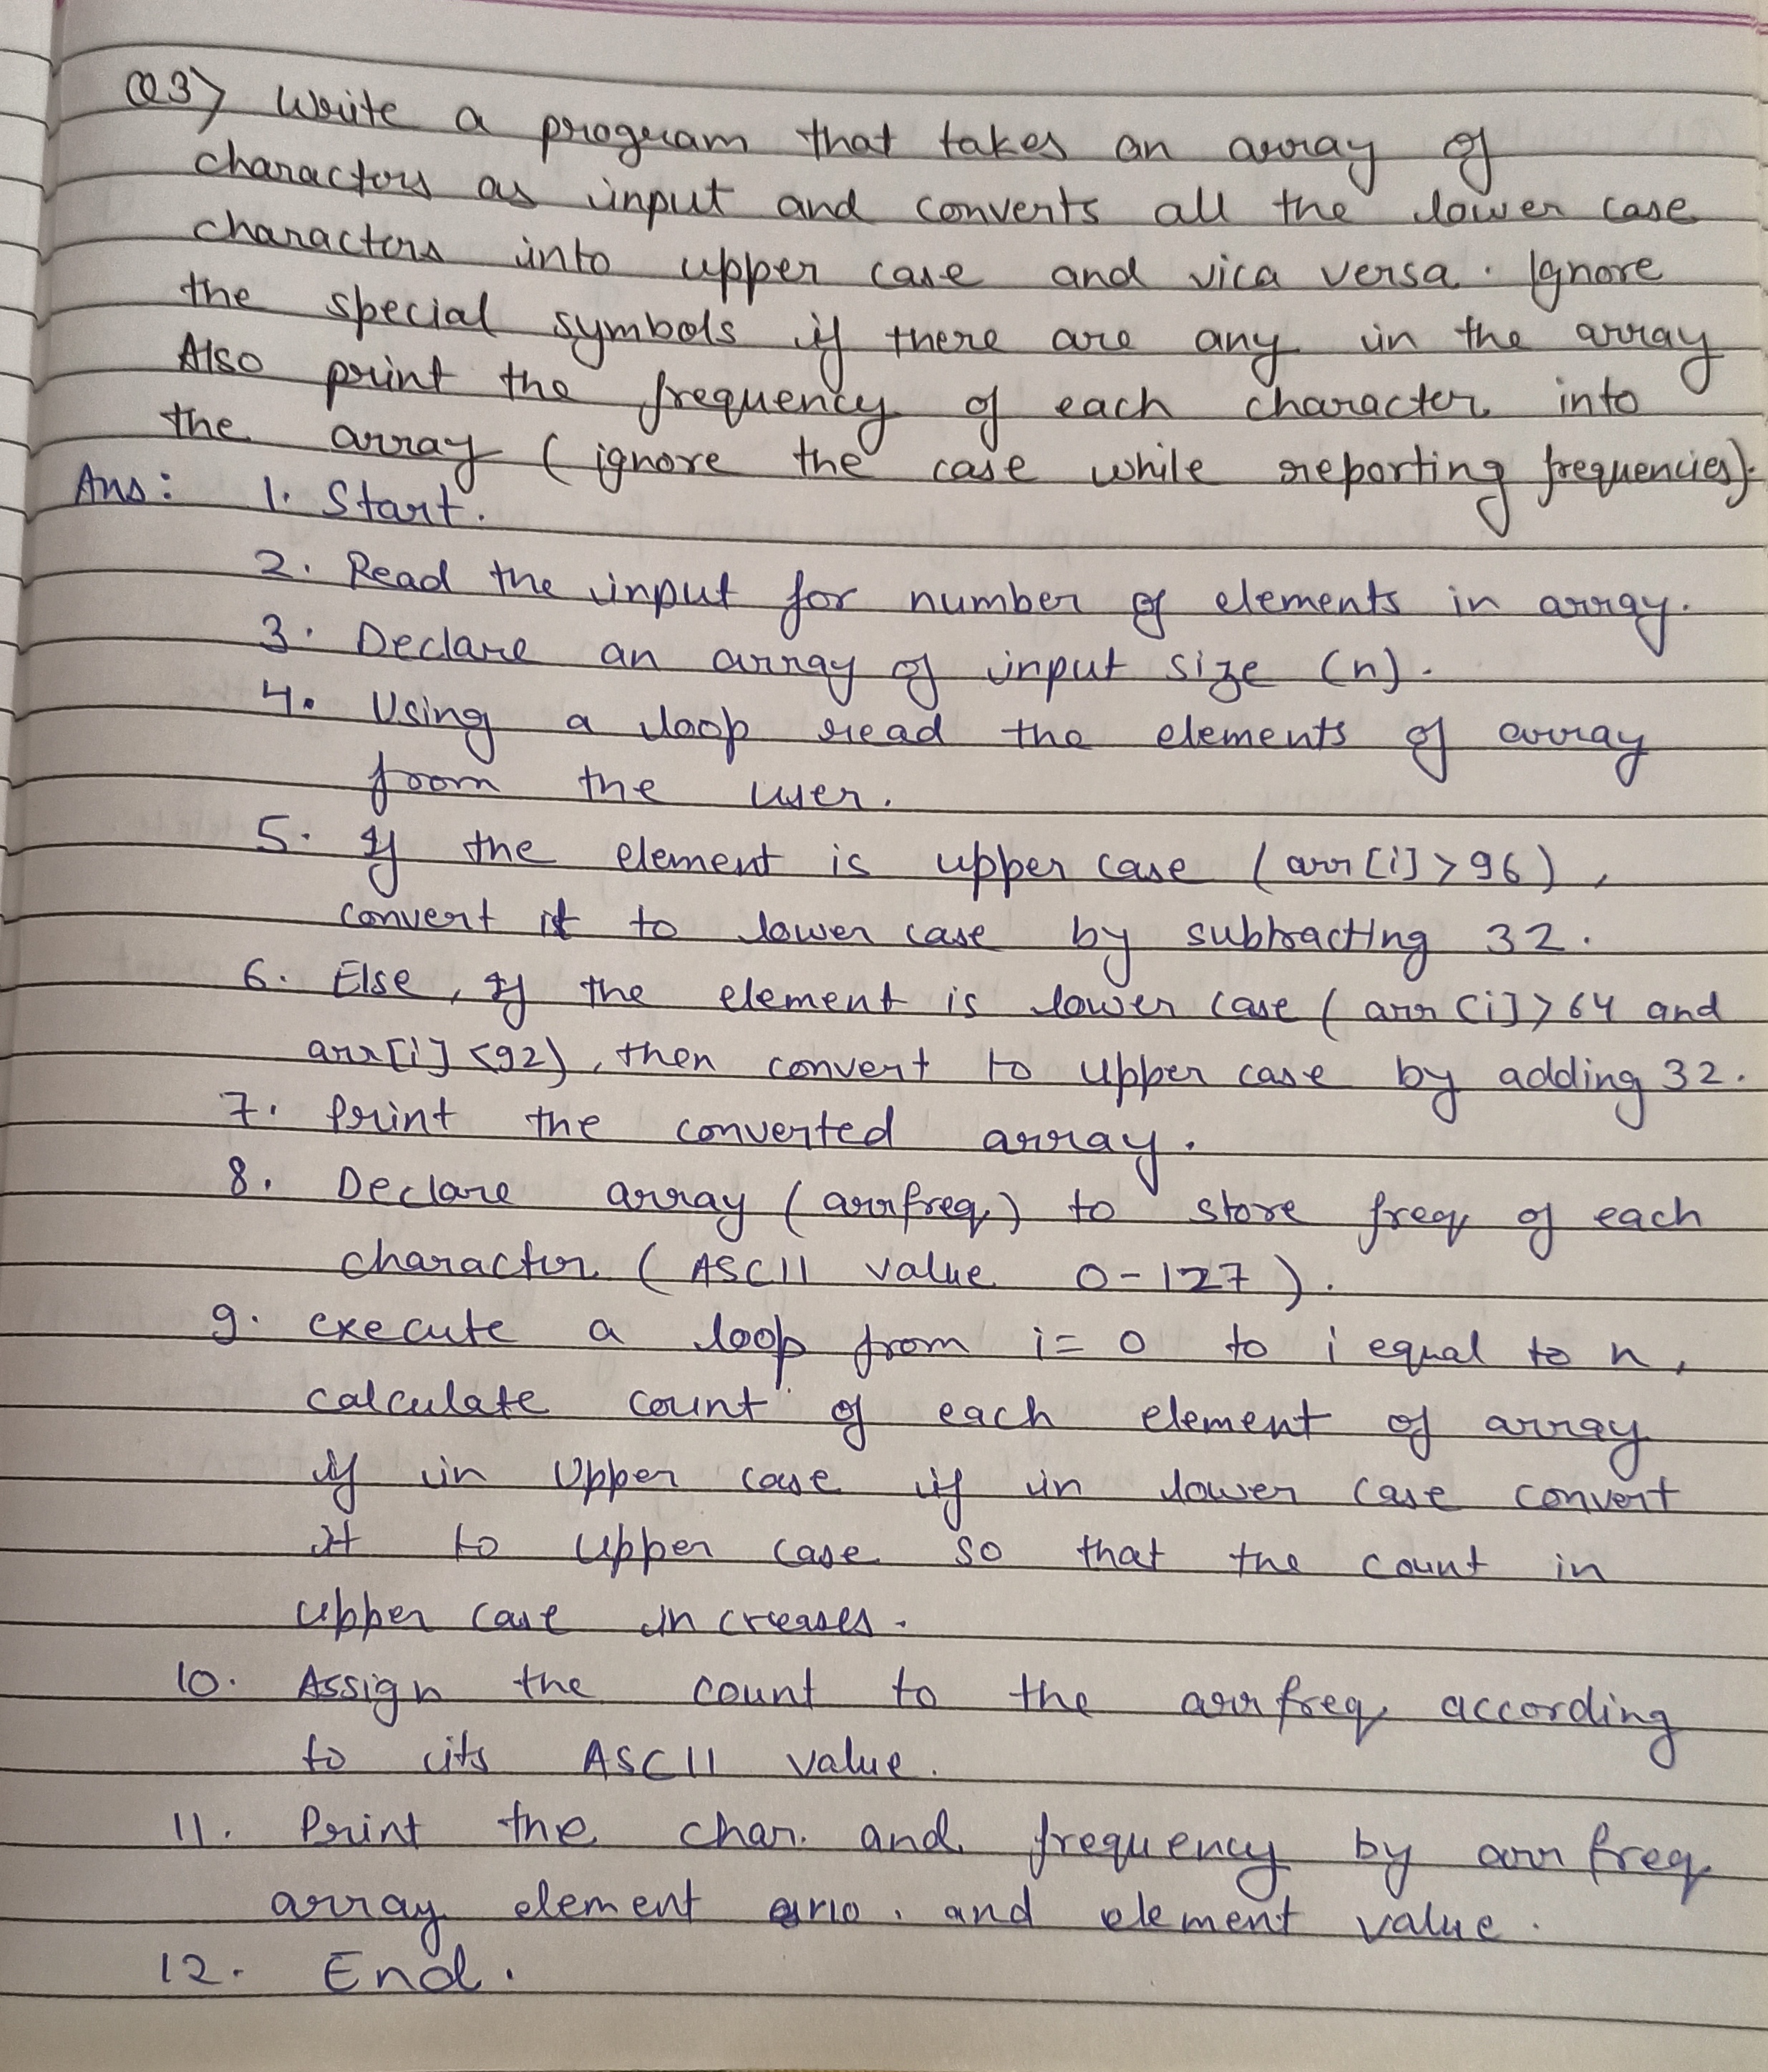 Q3> Write a program that takes an array of
characters as input and converts all the lower case
characters into upper case and vica versa. Ignore
the special symbols if there are any in the array
Also print the frequency of each character into
the array (ignore the case while reporting frequencies).
Ans: 1. Start.
2. Read the input for number of elements in array.
3. Declare an array of input size (n).
4. Using a loop read the elements of array
from the user.
5. If the element is upper case (arr[i]>96),
convert it to lower case by subtracting 32.
6. Else, if the element is lower case (arr[i]>64 and
arr[i]<92), then convert to upper case by adding 32.
7. Print the converted array.
8. Declare array (arrfreq) to store freq of each
character (ASCII value 0-127).
9. execute a loop from i=0 to i equal to n,
calculate count of each element of array
if in Upper case if in lower case convert
it to upper case so that the count in
upper case increases.
10. Assign the count to the arrfreq according
to its ASCII value.
11. Print the char. and frequency by arrfreq
array element no. and element value.
12. End.